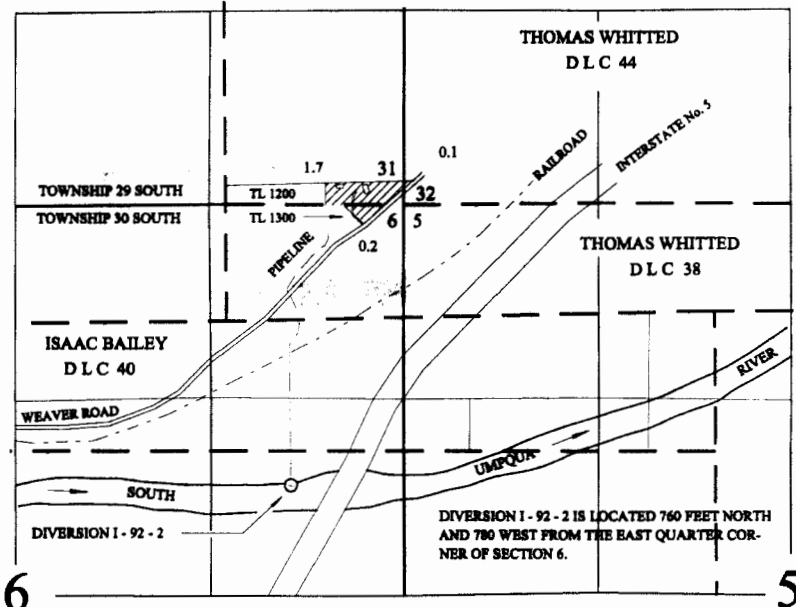 THOMAS WHITTED
D L C 44
RAILROAD
INTERSTATE No. 5
0.1
1.7
31
TOWNSHIP 29 SOUTH
TL 1200
32
TOWNSHIP 30 SOUTH
TL 1300
6
5
0.2
PIPELINE
THOMAS WHITTED
D L C 38
ISAAC BAILEY
D L C 40
WEAVER ROAD
RIVER
UMPQUA
SOUTH
DIVERSION I - 92 - 2
DIVERSION I - 92 - 2 IS LOCATED 760 FEET NORTH
AND 780 WEST FROM THE EAST QUARTER COR-
NER OF SECTION 6.
6
5